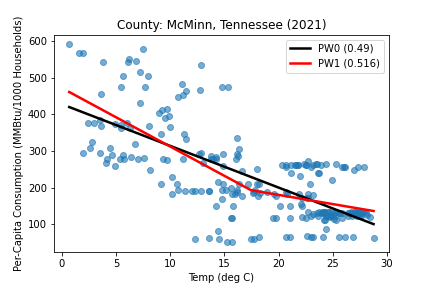 County: McMinn, Tennessee (2021)
PW0 (0.49)
PW1 (0.516)
Per-Capita Consumption (MMBtu/1000 Households)
600
500
400
300
200
100
0 5 10 15 20 25 30
Temp (deg C)